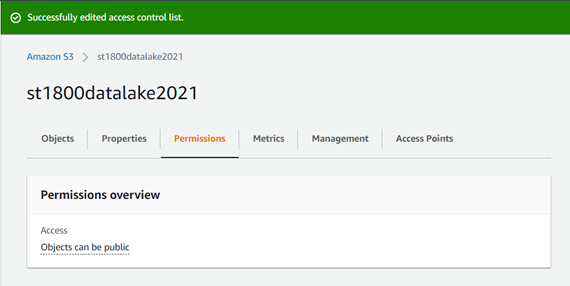 Successfully edited access control list.
Amazon S3 > st1800datalake2021
st1800datalake2021
Objects Properties Permissions Metrics Management Access Points
Permissions overview
Access
Objects can be public